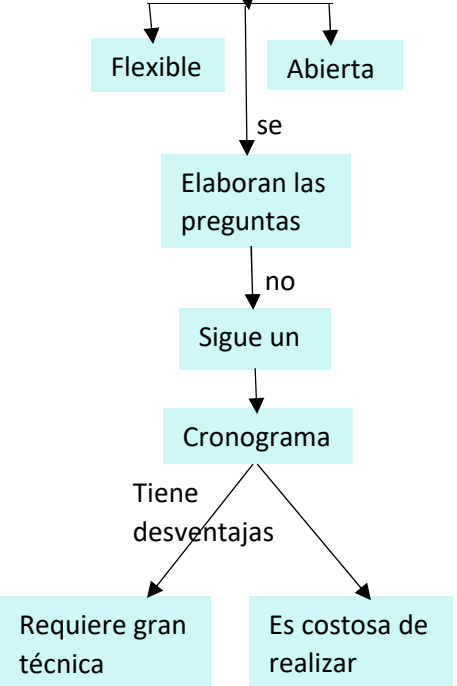 Flexible
Abierta
se
Elaboran las
preguntas
no
Sigue un
Cronograma
Tiene
desventajas
Requiere gran
técnica
Es costosa de
realizar